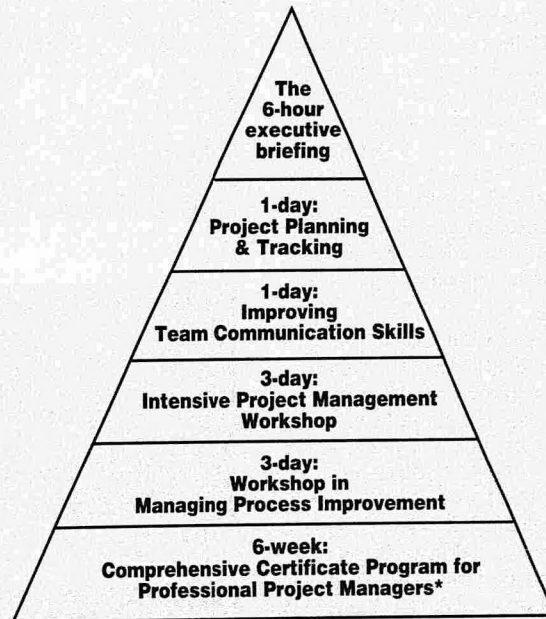 The
6-hour
executive
briefing
1-day:
Project Planning
& Tracking
1-day:
Improving
Team Communication Skills
3-day:
Intensive Project Management
Workshop
3-day:
Workshop in
Managing Process Improvement
6-week:
Comprehensive Certificate Program for
Professional Project Managers*